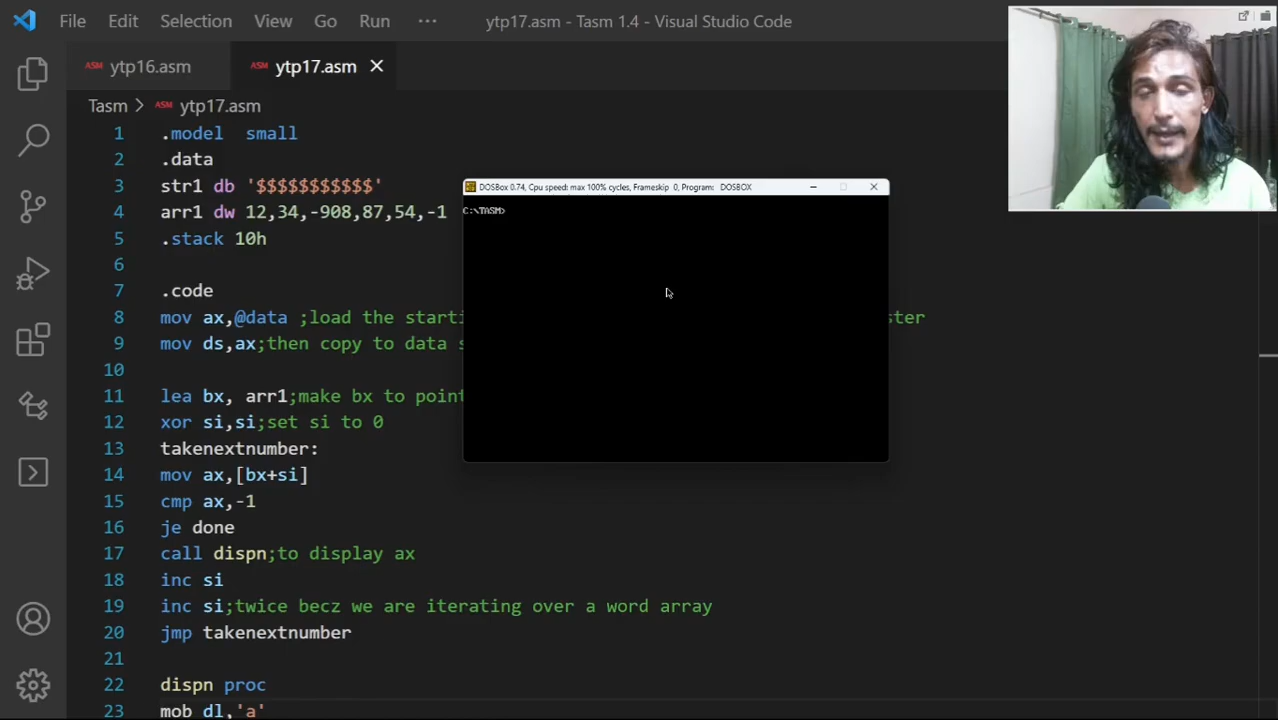 File Edit Selection View Go Run ··· ytp17.asm - Tasm 1.4 - Visual Studio Code
ASM ytp16.asm ASM ytp17.asm
Tasm > ASM ytp17.asm
1 .model small
2 .data
3 str1 db '$$$$$$$$$$$'
4 arr1 dw 12,34,-908,87,54,-1
5 .stack 10h
6
7 .code
8 mov ax,@data ;load the starti ster
9 mov ds,ax;then copy to data s
10
11 lea bx, arr1;make bx to point
12 xor si,si;set si to 0
13 takenextnumber:
14 mov ax,[bx+si]
15 cmp ax,-1
16 je done
17 call dispn;to display ax
18 inc si
19 inc si;twice becz we are iterating over a word array
20 jmp takenextnumber
21
22 dispn proc
23 mob dl,'a'
DOSBox 0.74, Cpu speed: max 100% cycles, Frameskip 0, Program: DOSBOX
C:\TASM>